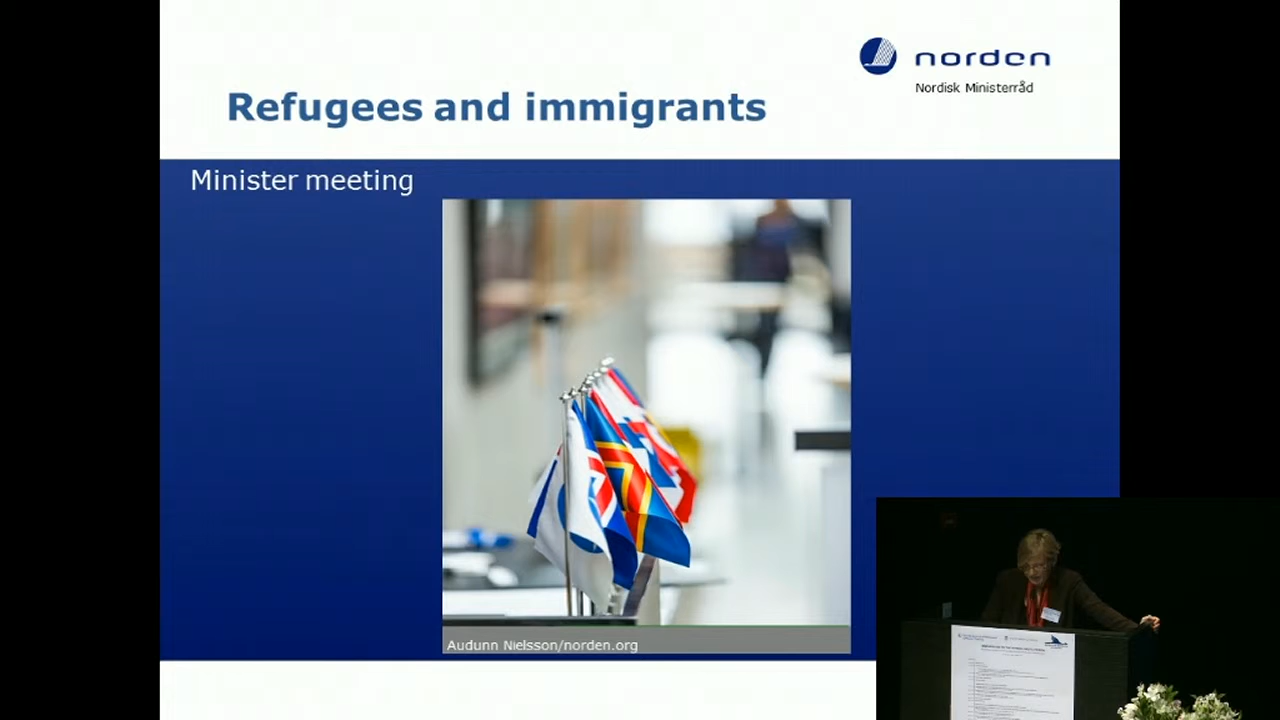 norden
Nordisk Ministerråd
Refugees and immigrants
Minister meeting
Audunn Nielsson/norden.org